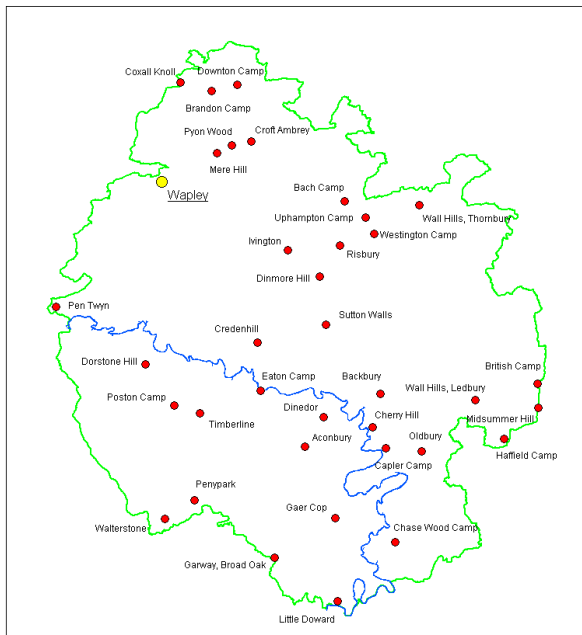 Coxall Knoll
Downton Camp
Brandon Camp
Pyon Wood
Croft Ambrey
Mere Hill
Wapley
Bach Camp
Uphampton Camp
Wall Hills, Thornbury
Westington Camp
Ivington
Risbury
Dinmore Hill
Pen Twyn
Sutton Walls
Credenhill
Dorstone Hill
British Camp
Eaton Camp
Backbury
Wall Hills, Ledbury
Poston Camp
Dinedor
Midsummer Hill
Timberline
Cherry Hill
Aconbury
Oldbury
Haffield Camp
Capler Camp
Penypark
Gaer Cop
Walterstone
Chase Wood Camp
Garway, Broad Oak
Little Doward